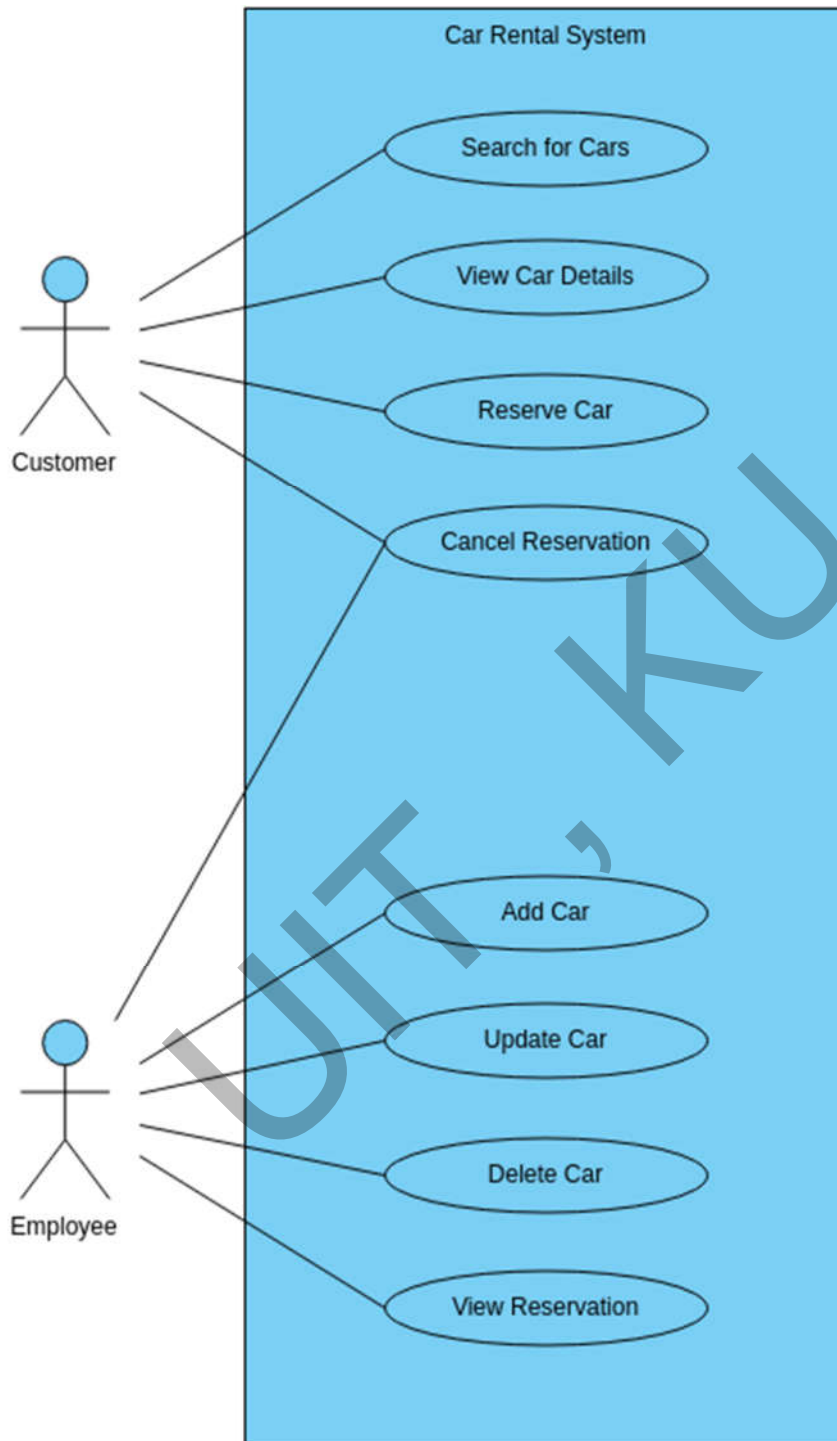 Car Rental System
Search for Cars
View Car Details
Reserve Car
Customer
Cancel Reservation
UIT , KU
Add Car
Update Car
Delete Car
Employee
View Reservation